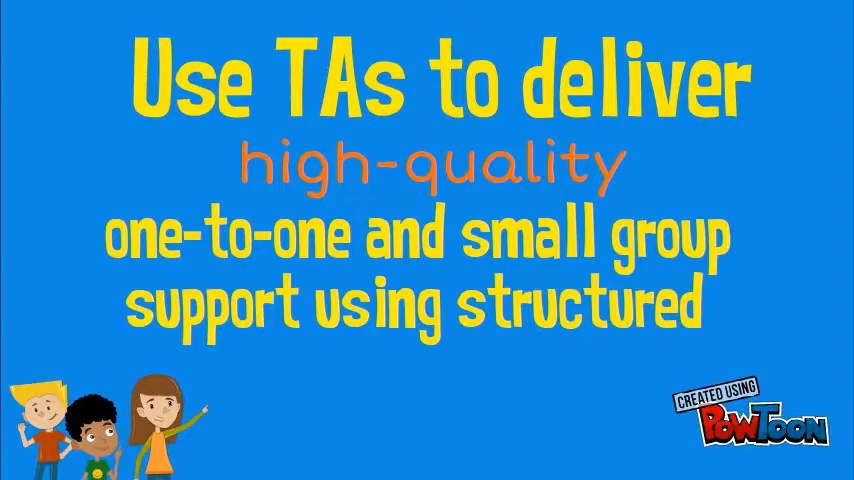 Use TAs to deliver
high-quality
one-to-one and small group
support using structured
CREATED USING
POWTOON